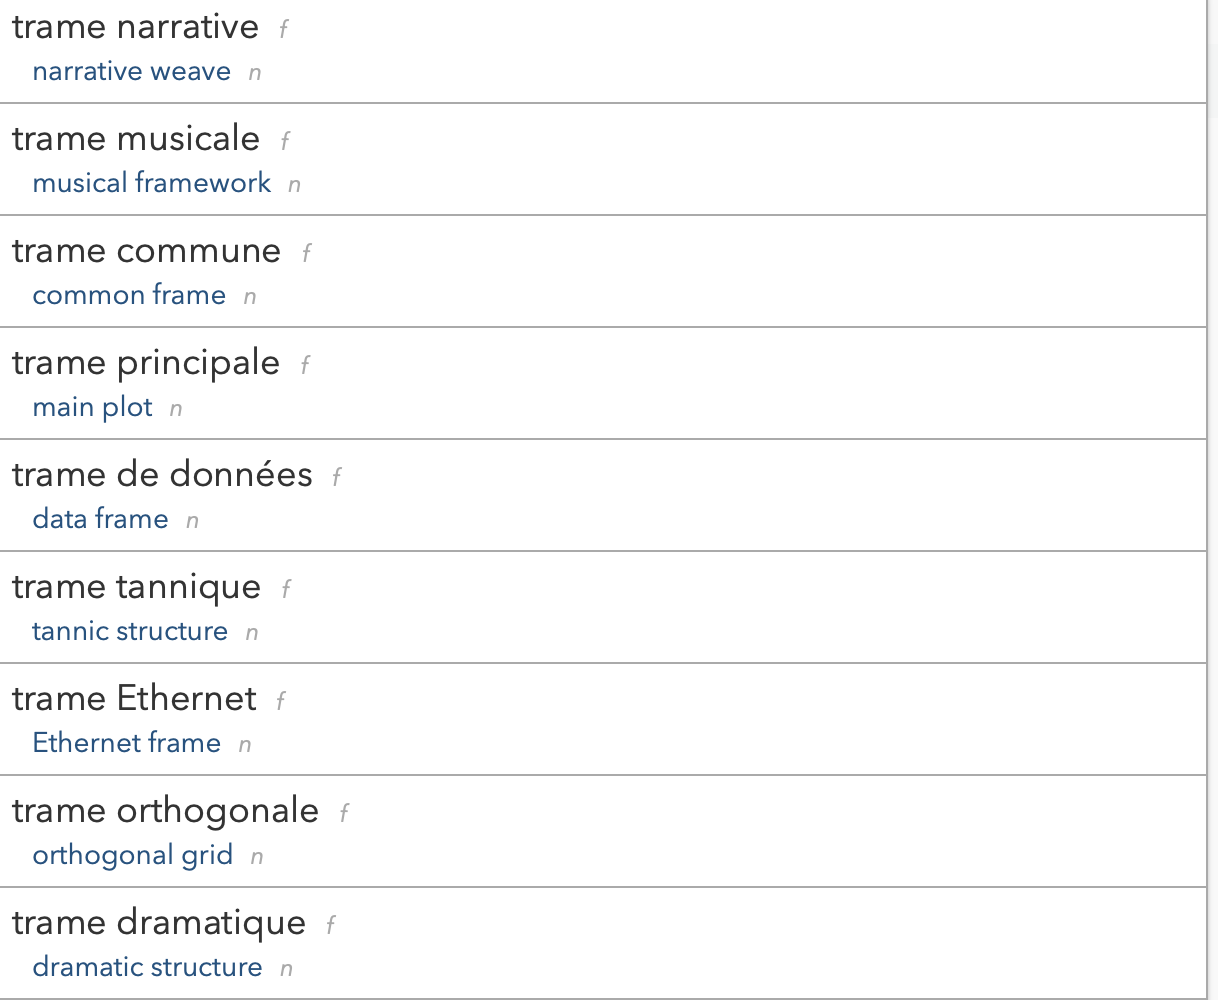 trame narrative f
narrative weave n
trame musicale f
musical framework n
trame commune f
common frame n
trame principale f
main plot n
trame de données f
data frame n
trame tannique f
tannic structure n
trame Ethernet f
Ethernet frame n
trame orthogonale f
orthogonal grid n
trame dramatique f
dramatic structure n